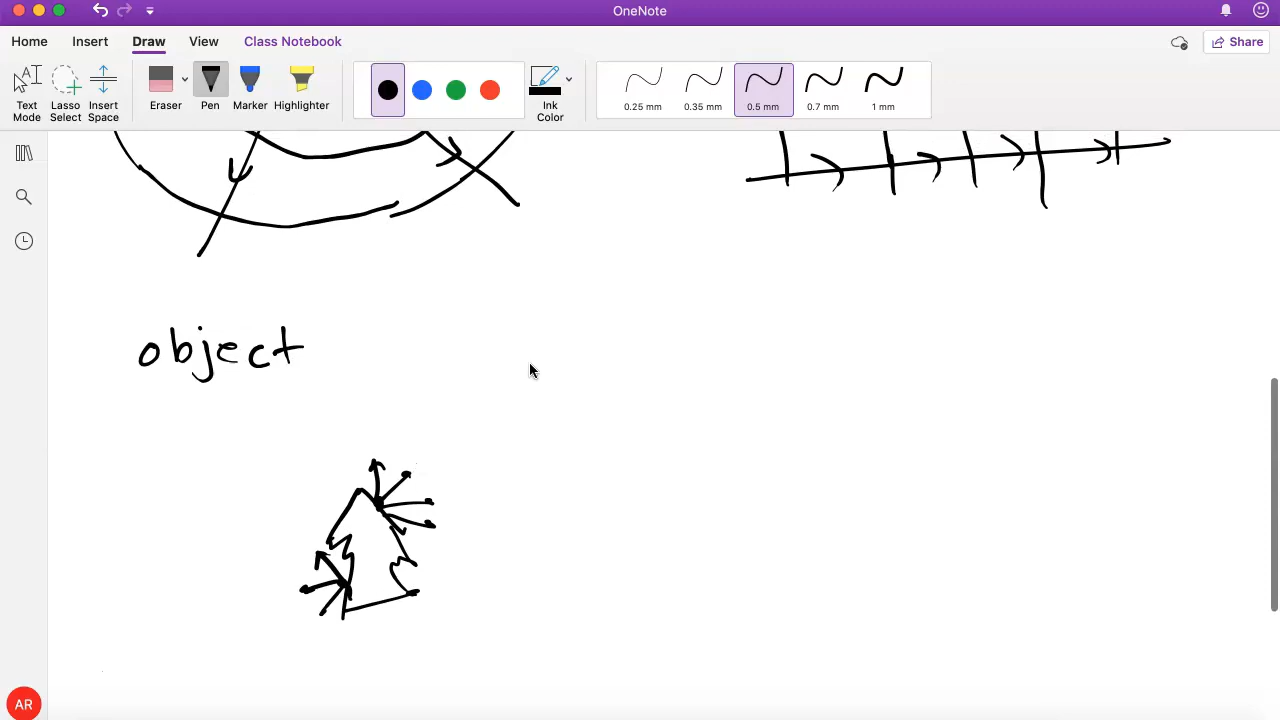 OneNote
Home Insert Draw View Class Notebook Share
Text Mode Lasso Select Insert Space Eraser Pen Marker Highlighter Ink Color 0.25 mm 0.35 mm 0.5 mm 0.7 mm 1 mm
object
AR